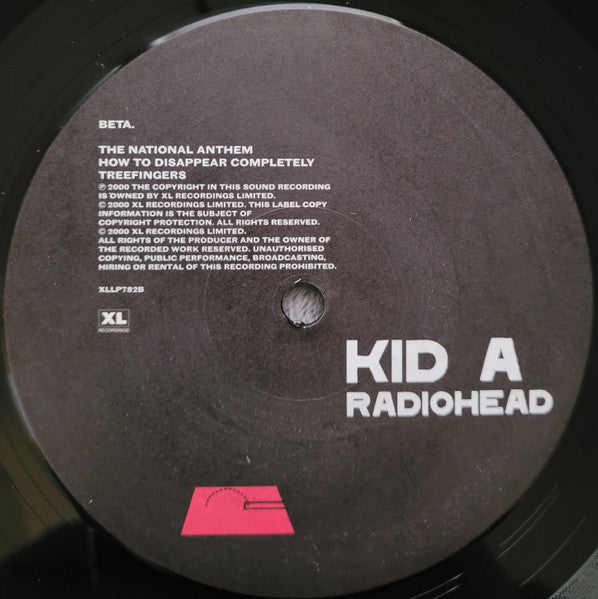 BETA.
THE NATIONAL ANTHEM
HOW TO DISAPPEAR COMPLETELY
TREEFINGERS
℗ 2000 THE COPYRIGHT IN THIS SOUND RECORDING
IS OWNED BY XL RECORDINGS LIMITED.
© 2000 XL RECORDINGS LIMITED. THIS LABEL COPY
INFORMATION IS THE SUBJECT OF
COPYRIGHT PROTECTION. ALL RIGHTS RESERVED.
© 2000 XL RECORDINGS LIMITED.
ALL RIGHTS OF THE PRODUCER AND THE OWNER OF
THE RECORDED WORK RESERVED. UNAUTHORISED
COPYING, PUBLIC PERFORMANCE, BROADCASTING,
HIRING OR RENTAL OF THIS RECORDING PROHIBITED.
XLLP782B
XL
RECORDINGS
KID A
RADIOHEAD